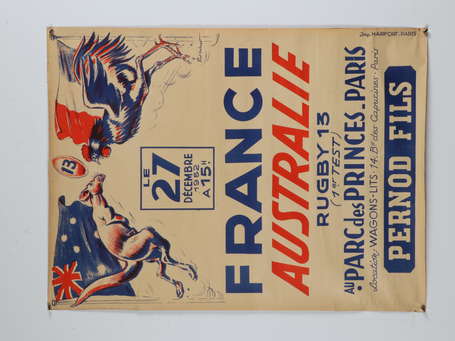 13
LE
27
DÉCEMBRE
1952
A 15H
FRANCE
AUSTRALIE
RUGBY 13
(1er TEST)
AU PARC des PRINCES - PARIS
Location: WAGONS-LITS. 14. Bd des Capucines. Paris
PERNOD FILS
Imp. HARFORT. PARIS